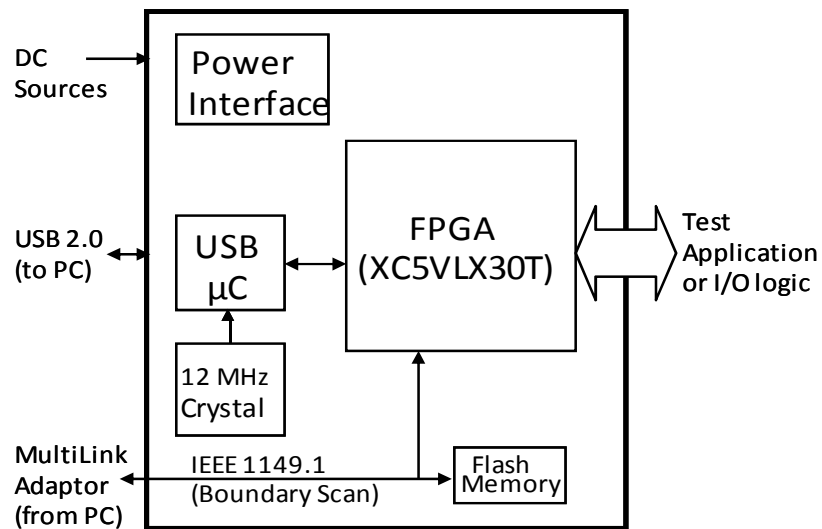 DC
Sources
Power
Interface
FPGA
(XC5VLX30T)
Test
Application
or I/O logic
USB 2.0
(to PC)
USB
µC
12 MHz
Crystal
MultiLink
Adaptor
(from PC)
IEEE 1149.1
(Boundary Scan)
Flash
Memory